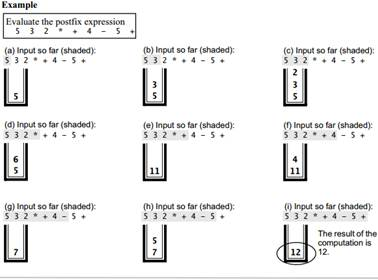 Example
Evaluate the postfix expression
5 3 2 * + 4 - 5 +
(a) Input so far (shaded):
5 3 2 * + 4 - 5 +
5
(b) Input so far (shaded):
5 3 2 * + 4 - 5 +
3
5
(c) Input so far (shaded):
5 3 2 * + 4 - 5 +
2
3
5
(d) Input so far (shaded):
5 3 2 * + 4 - 5 +
6
5
(e) Input so far (shaded):
5 3 2 * + 4 - 5 +
11
(f) Input so far (shaded):
5 3 2 * + 4 - 5 +
4
11
(g) Input so far (shaded):
5 3 2 * + 4 - 5 +
7
(h) Input so far (shaded):
5 3 2 * + 4 - 5 +
5
7
(i) Input so far (shaded):
5 3 2 * + 4 - 5 +
12
The result of the
computation is
12.